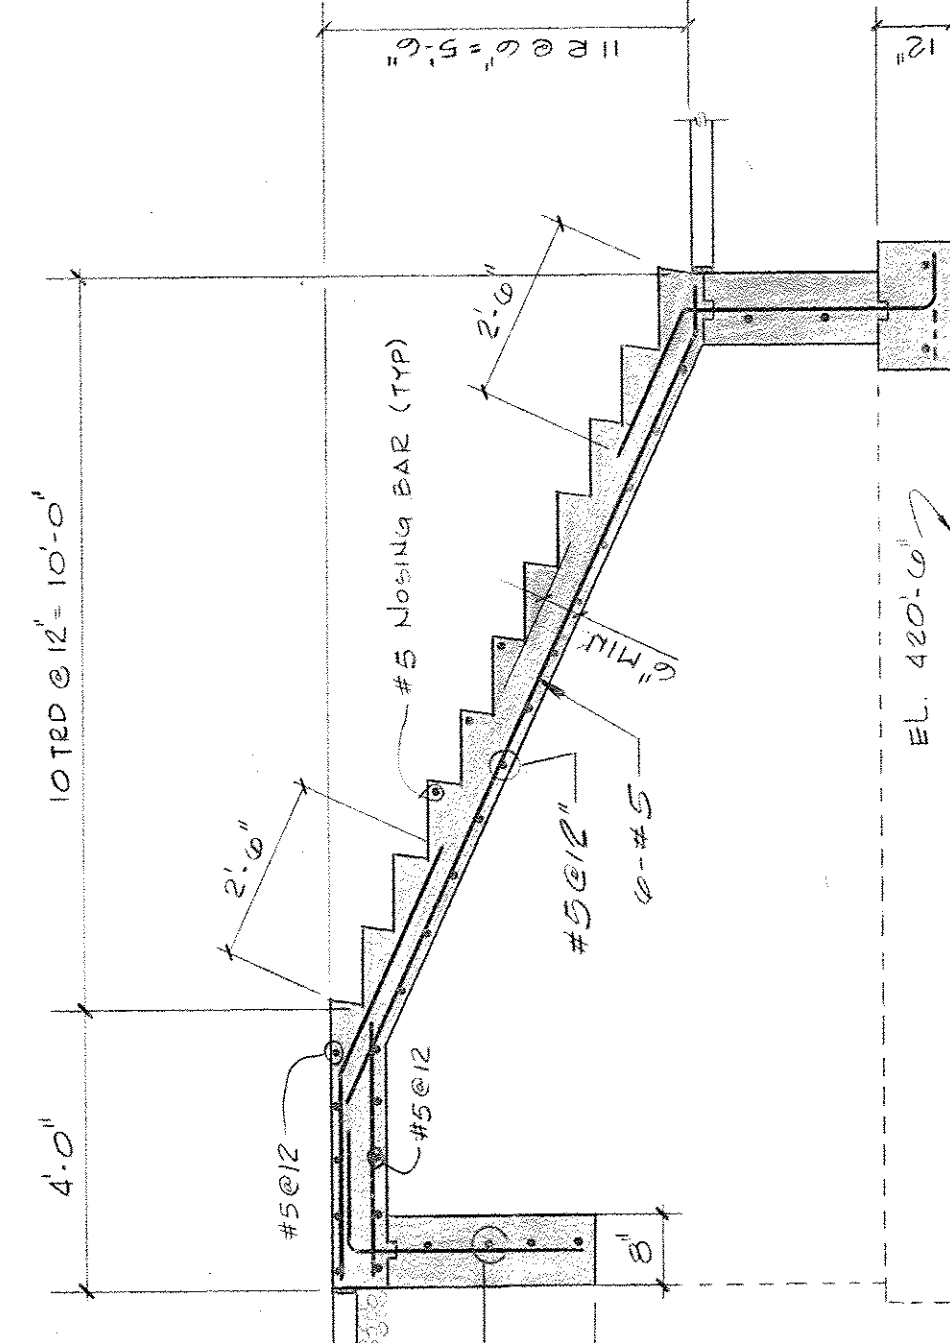 11 R @ 6" = 5'-6"
12"
10 TRD @ 12" = 10'-0"
2'-6"
#5 NOSING BAR (TYP)
2'-6"
6" MIN.
EL. 420'-6"
#5@12"
6-#5
4'-0"
#5@12
#5@12
8"